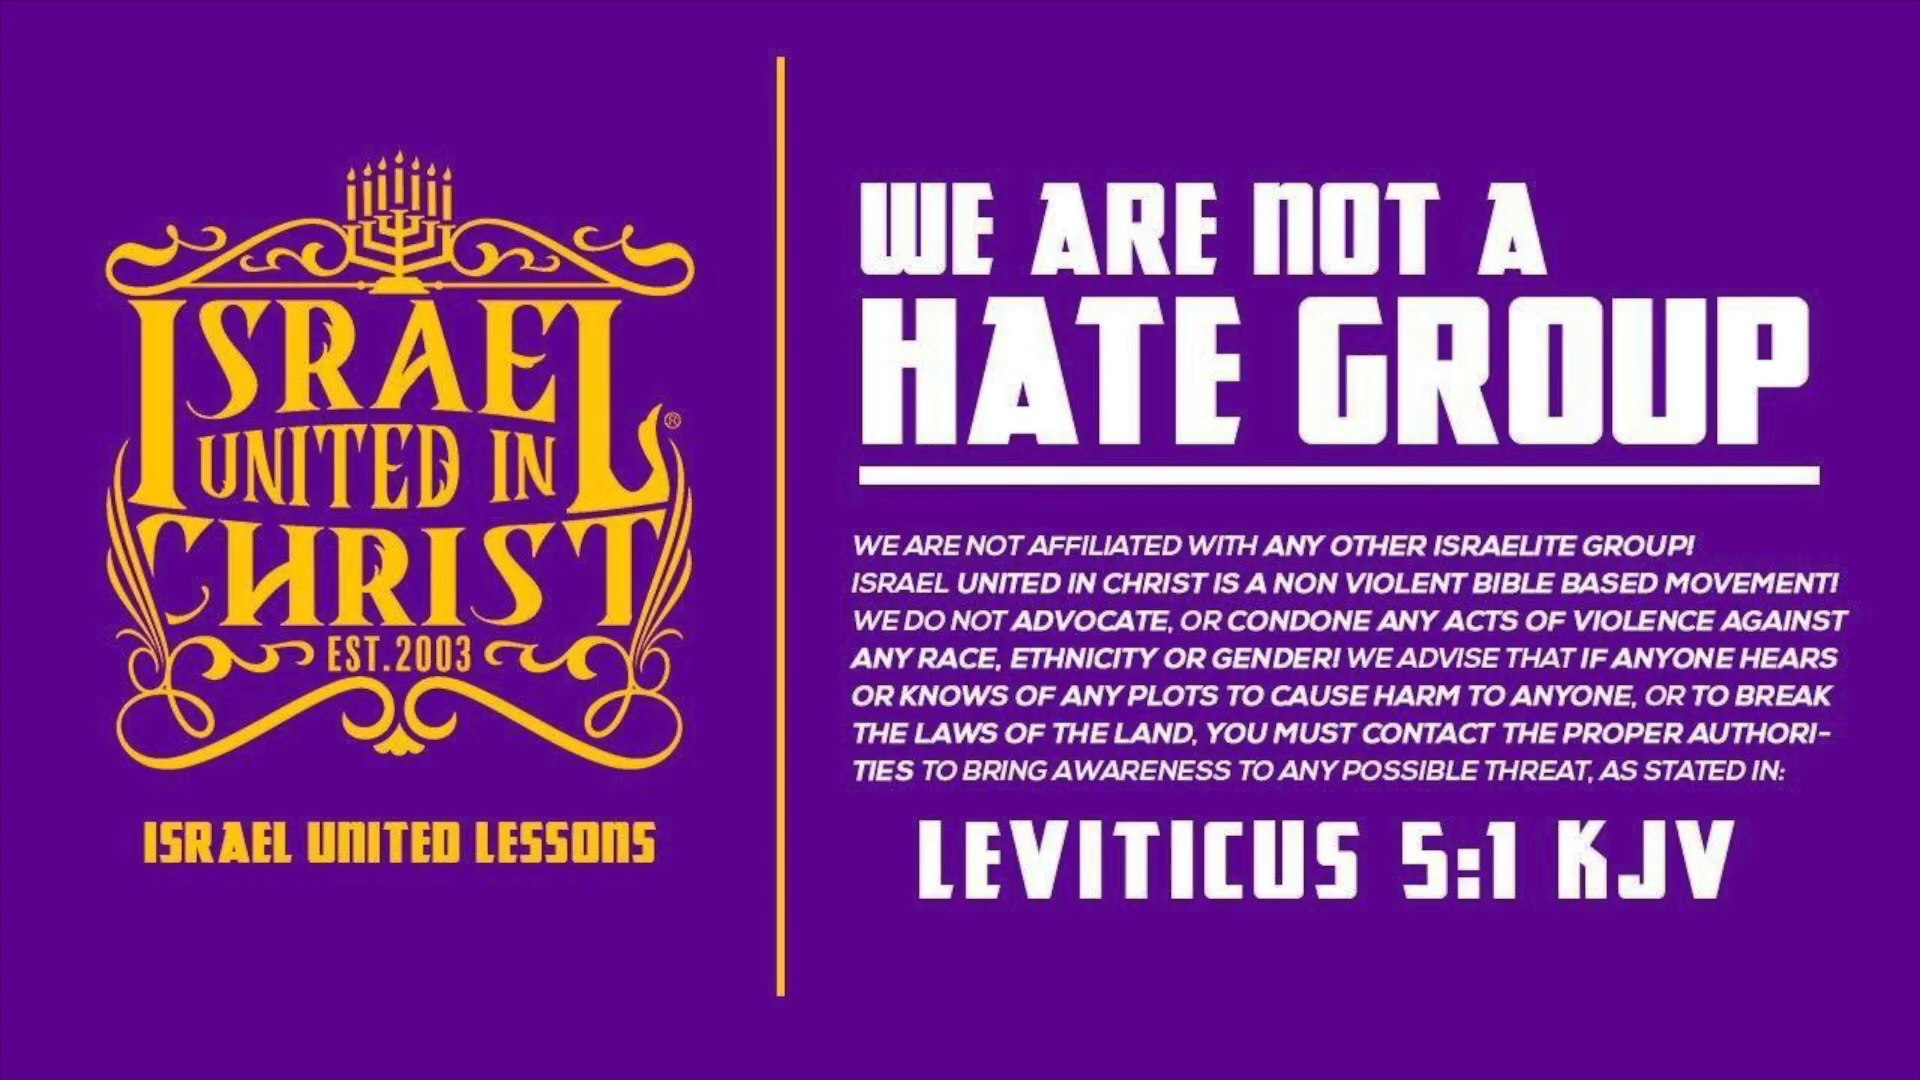 ISRAEL
UNITED IN
CHRIST
®
EST.2003
ISRAEL UNITED LESSONS
WE ARE NOT A
HATE GROUP
WE ARE NOT AFFILIATED WITH ANY OTHER ISRAELITE GROUP!
ISRAEL UNITED IN CHRIST IS A NON VIOLENT BIBLE BASED MOVEMENT!
WE DO NOT ADVOCATE, OR CONDONE ANY ACTS OF VIOLENCE AGAINST
ANY RACE, ETHNICITY OR GENDER! WE ADVISE THAT IF ANYONE HEARS
OR KNOWS OF ANY PLOTS TO CAUSE HARM TO ANYONE, OR TO BREAK
THE LAWS OF THE LAND, YOU MUST CONTACT THE PROPER AUTHORI-
TIES TO BRING AWARENESS TO ANY POSSIBLE THREAT, AS STATED IN:
LEVITICUS 5:1 KJV